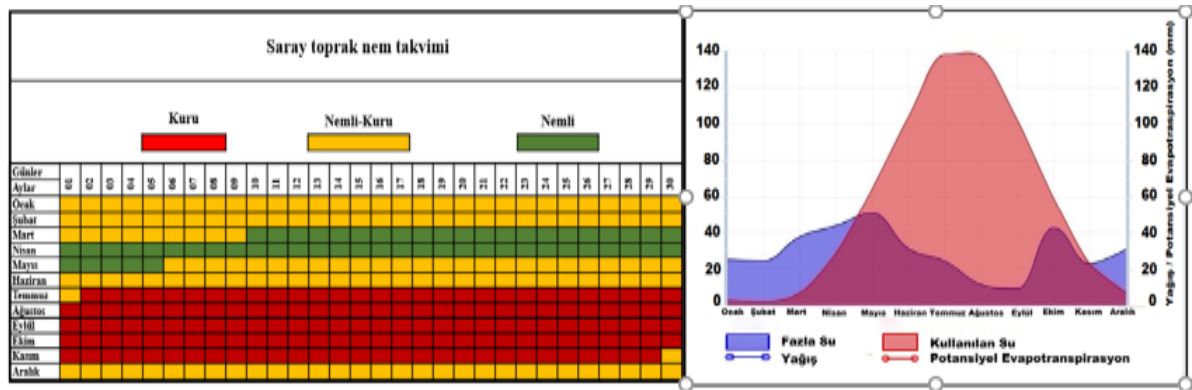 Saray toprak nem takvimi
Kuru Nemli-Kuru Nemli
Günler
Aylar
01 02 03 04 05 06 07 08 09 10 11 12 13 14 15 16 17 18 19 20 21 22 23 24 25 26 27 28 29 30
Ocak
Şubat
Mart
Nisan
Mayıs
Haziran
Temmuz
Ağustos
Eylül
Ekim
Kasım
Aralık
140 140
120 120
100 100
80 80
60 60
40 40
20 20
0 0
Yağış / Potansiyel Evapotranspirasyon (mm)
Ocak Şubat Mart Nisan Mayıs Haziran Temmuz Ağustos Eylül Ekim Kasım Aralık
Fazla Su Kullanılan Su
Yağış Potansiyel Evapotranspirasyon